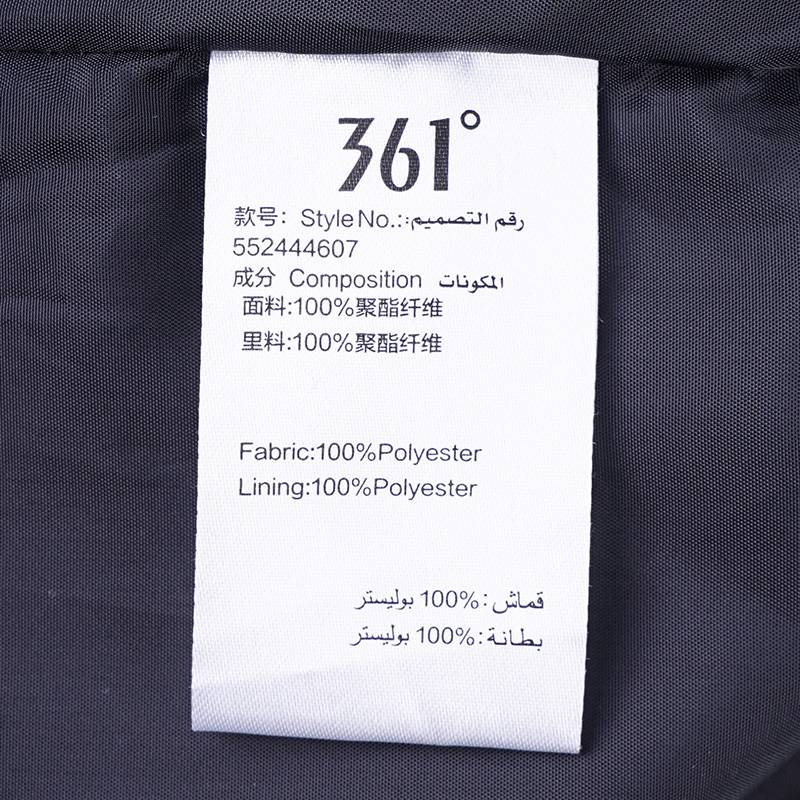 361°
款号: Style No.:رقم التصميم:
552444607
成分 Composition المكونات
面料:100%聚酯纤维
里料:100%聚酯纤维
Fabric:100%Polyester
Lining:100%Polyester
قماش: 100% بوليستر
بطانة: 100% بوليستر